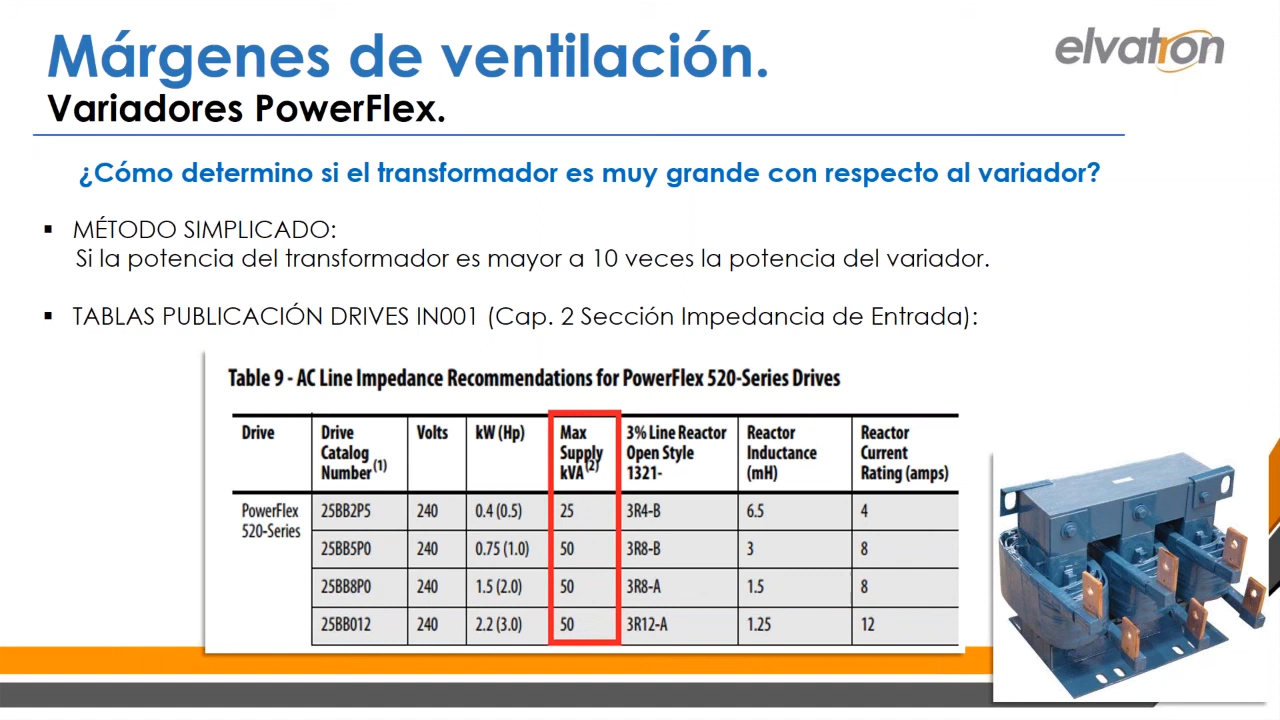 Márgenes de ventilación.
elvatron
Variadores PowerFlex.
¿Cómo determino si el transformador es muy grande con respecto al variador?
▪ MÉTODO SIMPLICADO:
Si la potencia del transformador es mayor a 10 veces la potencia del variador.
▪ TABLAS PUBLICACIÓN DRIVES IN001 (Cap. 2 Sección Impedancia de Entrada):
Table 9 - AC Line Impedance Recommendations for PowerFlex 520-Series Drives
Drive | Drive Catalog Number (1) | Volts | kW (Hp) | Max Supply kVA (2) | 3% Line Reactor Open Style 1321- | Reactor Inductance (mH) | Reactor Current Rating (amps)
PowerFlex 520-Series | 25BB2P5 | 240 | 0.4 (0.5) | 25 | 3R4-B | 6.5 | 4
25BB5P0 | 240 | 0.75 (1.0) | 50 | 3R8-B | 3 | 8
25BB8P0 | 240 | 1.5 (2.0) | 50 | 3R8-A | 1.5 | 8
25BB012 | 240 | 2.2 (3.0) | 50 | 3R12-A | 1.25 | 12